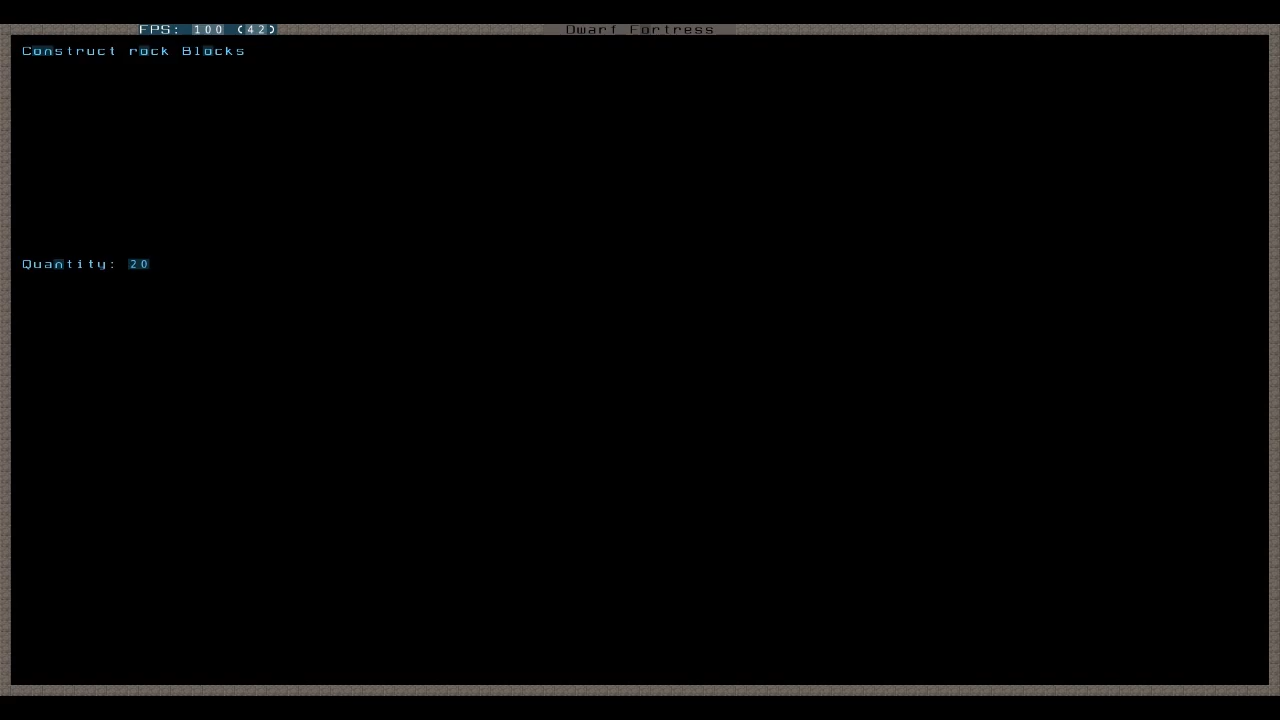 FPS: 100 (42)
Dwarf Fortress
Construct rock Blocks
Quantity: 20